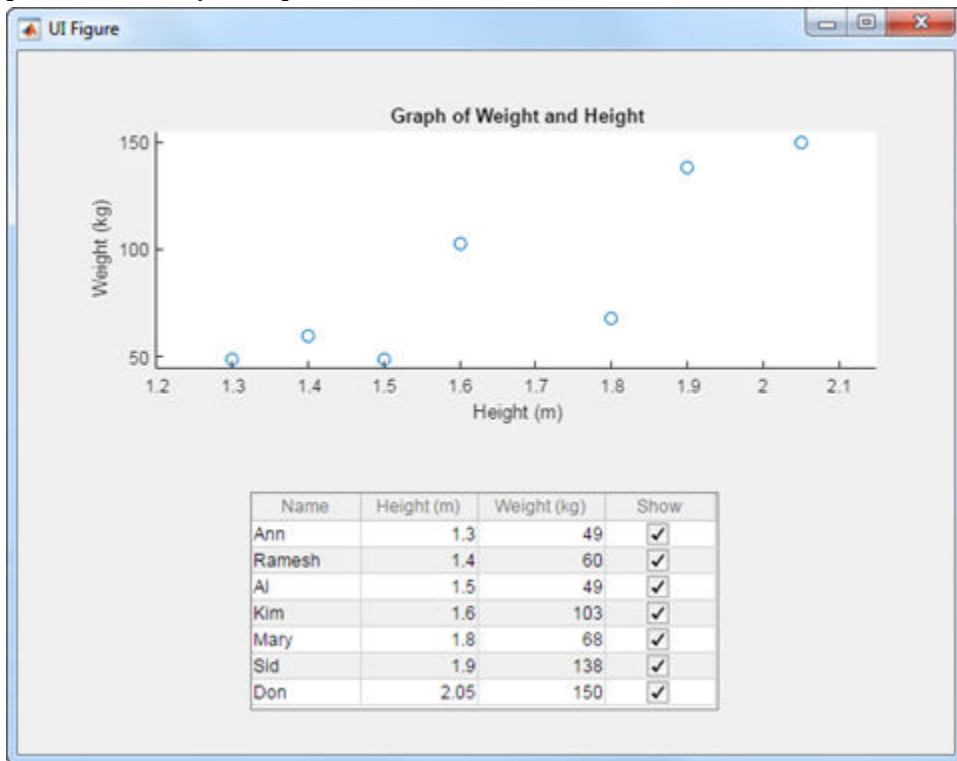 UI Figure
Graph of Weight and Height
150
100
50
Weight (kg)
1.2 1.3 1.4 1.5 1.6 1.7 1.8 1.9 2 2.1
Height (m)
Name Height (m) Weight (kg) Show
Ann 1.3 49
Ramesh 1.4 60
Al 1.5 49
Kim 1.6 103
Mary 1.8 68
Sid 1.9 138
Don 2.05 150